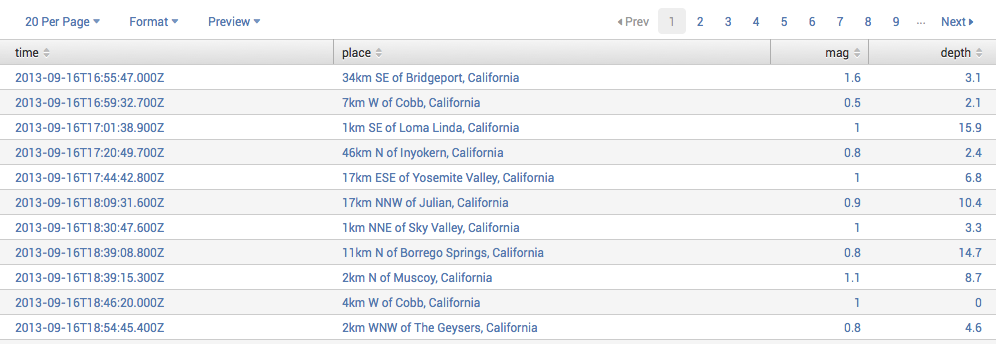 20 Per Page Format Preview Prev 1 2 3 4 5 6 7 8 9 ... Next
time place mag depth
2013-09-16T16:55:47.000Z 34km SE of Bridgeport, California 1.6 3.1
2013-09-16T16:59:32.700Z 7km W of Cobb, California 0.5 2.1
2013-09-16T17:01:38.900Z 1km SE of Loma Linda, California 1 15.9
2013-09-16T17:20:49.700Z 46km N of Inyokern, California 0.8 2.4
2013-09-16T17:44:42.800Z 17km ESE of Yosemite Valley, California 1 6.8
2013-09-16T18:09:31.600Z 17km NNW of Julian, California 0.9 10.4
2013-09-16T18:30:47.600Z 1km NNE of Sky Valley, California 1 3.3
2013-09-16T18:39:08.800Z 11km N of Borrego Springs, California 0.8 14.7
2013-09-16T18:39:15.300Z 2km N of Muscoy, California 1.1 8.7
2013-09-16T18:46:20.000Z 4km W of Cobb, California 1 0
2013-09-16T18:54:45.400Z 2km WNW of The Geysers, California 0.8 4.6